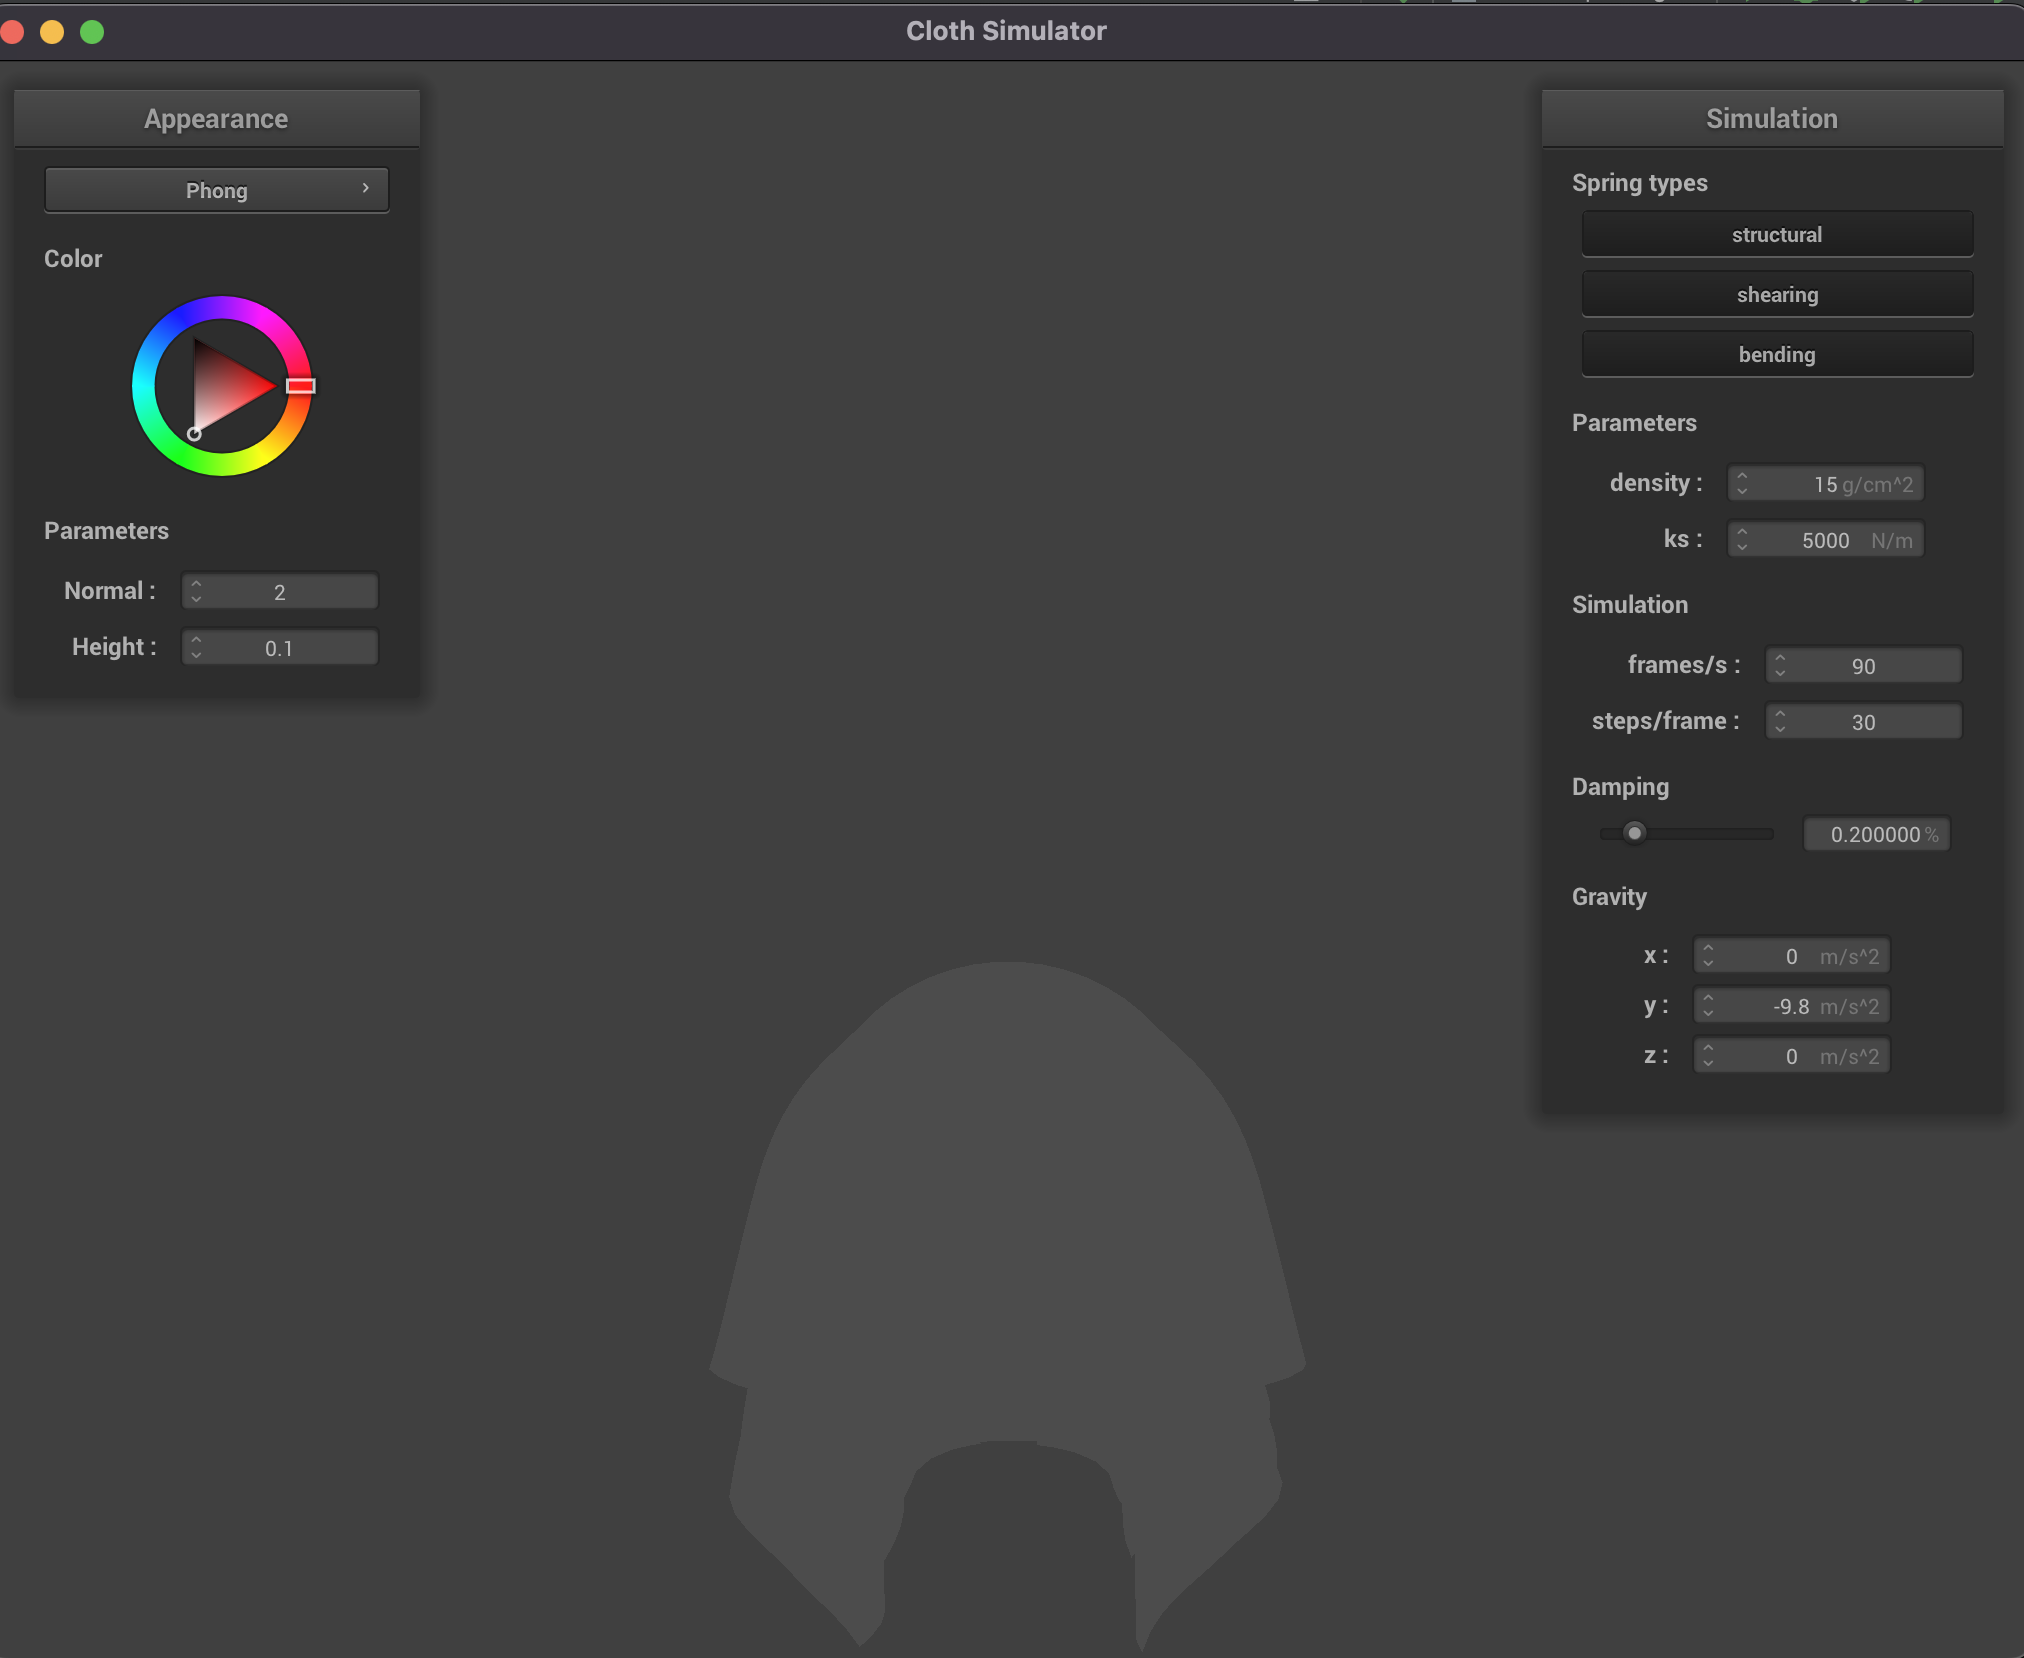 Cloth Simulator
Appearance
Phong
Color
Parameters
Normal : 2
Height : 0.1
Simulation
Spring types
structural
shearing
bending
Parameters
density : 15 g/cm^2
ks : 5000 N/m
Simulation
frames/s : 90
steps/frame : 30
Damping
0.200000 %
Gravity
x : 0 m/s^2
y : -9.8 m/s^2
z : 0 m/s^2